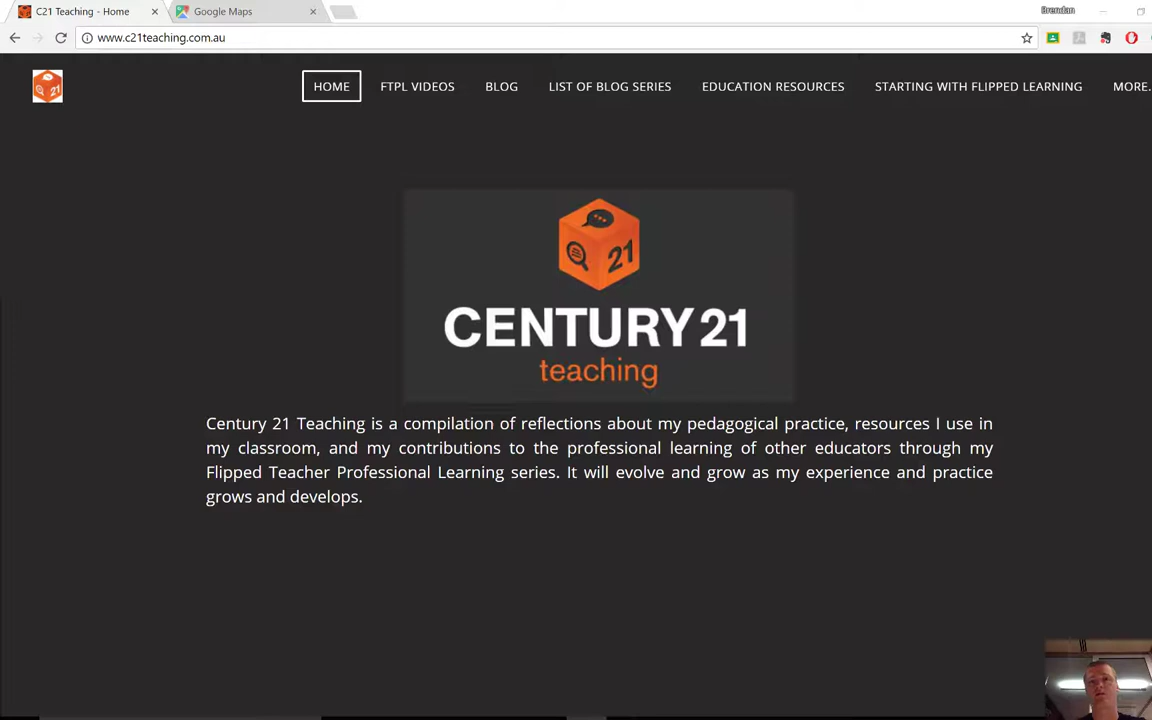 C21 Teaching - Home
Google Maps
Brendan
www.c21teaching.com.au
21
HOME
FTPL VIDEOS
BLOG
LIST OF BLOG SERIES
EDUCATION RESOURCES
STARTING WITH FLIPPED LEARNING
MORE.
21
CENTURY 21
teaching
Century 21 Teaching is a compilation of reflections about my pedagogical practice, resources I use in
my classroom, and my contributions to the professional learning of other educators through my
Flipped Teacher Professional Learning series. It will evolve and grow as my experience and practice
grows and develops.